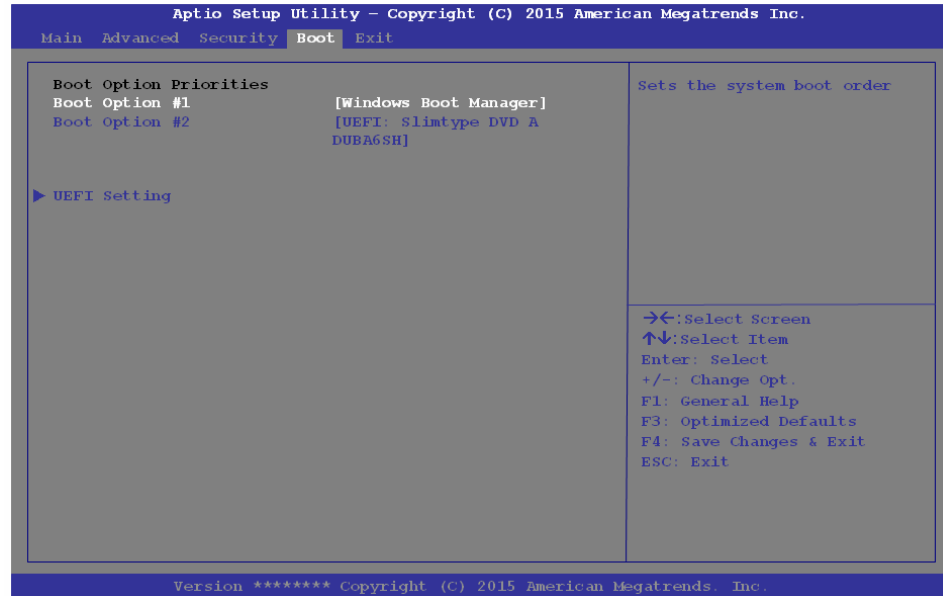 Aptio Setup Utility – Copyright (C) 2015 American Megatrends Inc.
Main Advanced Security Boot Exit
Boot Option Priorities
Boot Option #1 [Windows Boot Manager]
Boot Option #2 [UEFI: Slimtype DVD A
DUBA6SH]
▶ UEFI Setting
Sets the system boot order
→←:Select Screen
↑↓:Select Item
Enter: Select
+/-: Change Opt.
F1: General Help
F3: Optimized Defaults
F4: Save Changes & Exit
ESC: Exit
Version ******** Copyright (C) 2015 American Megatrends. Inc.